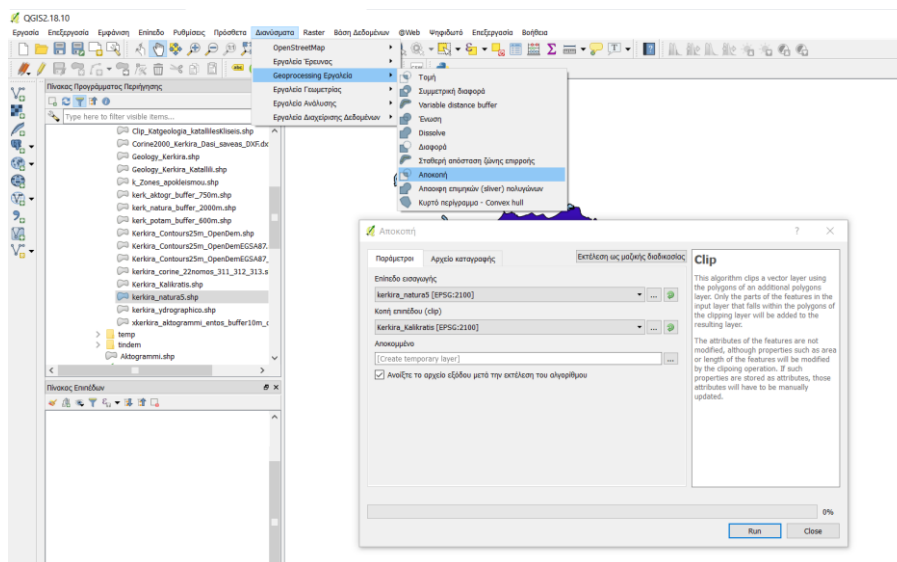 QGIS2.18.10
Εργασία Επεξεργασία Εμφάνιση Επίπεδο Ρυθμίσεις Πρόσθετα Διανύσματα Raster Βάση Δεδομένων @Web Ψηφιδωτό Επεξεργασία Βοήθεια
OpenStreetMap
Εργαλεία Έρευνας
Geoprocessing Εργαλεία
Εργαλεία Γεωμετρίας
Εργαλεία Ανάλυσης
Εργαλεία Διαχείρισης Δεδομένων
Τομή
Συμμετρική διαφορά
Variable distance buffer
Ένωση
Dissolve
Διαφορά
Σταθερή απόσταση ζώνης επιρροής
Αποκοπή
Απαοιφη επιμηκών (sliver) πολυγώνων
Κυρτό περίγραμμο - Convex hull
Πίνακας Προγράμματος Περιήγησης
Type here to filter visible items...
Clip_Katgeologia_katallilesKliseis.shp
Corine2000_Kerkira_Dasi_saveas_DXF.dx
Geology_Kerkira.shp
Geology_Kerkira_Katallili.shp
k_Zones_apokleismou.shp
kerk_aktogr_buffer_750m.shp
kerk_natura_buffer_2000m.shp
kerk_potam_buffer_600m.shp
Kerkira_Contours25m_OpenDem.shp
Kerkira_Contours25m_OpenDemEGSA87.
Kerkira_Contours25m_OpenDemEGSA87_
kerkira_corine_22nomos_311_312_313.s
Kerkira_Kalikratis.shp
kerkira_natura5.shp
kerkira_ydrographico.shp
xkerkira_aktogrammi_entos_buffer10m_c
temp
tindem
Aktogrammi.shp
Πίνακας Επιπέδων
Αποκοπή
Παράμετροι
Αρχείο καταγραφής
Εκτέλεση ως μαζικής διαδικασίας
Επίπεδο εισαγωγής
kerkira_natura5 [EPSG:2100]
Κοπή επιπέδου (clip)
Kerkira_Kalikratis [EPSG:2100]
Αποκομμένο
[Create temporary layer]
Ανοίξτε το αρχείο εξόδου μετά την εκτέλεση του αλγορίθμου
Clip
This algorithm clips a vector layer using
the polygons of an additional polygons
layer. Only the parts of the features in the
input layer that falls within the polygons of
the clipping layer will be added to the
resulting layer.
The attributes of the features are not
modified, although properties such as area
or length of the features will be modified
by the clipoing operation. If such
properties are stored as attributes, those
attributes will have to be manually
updated.
0%
Run
Close